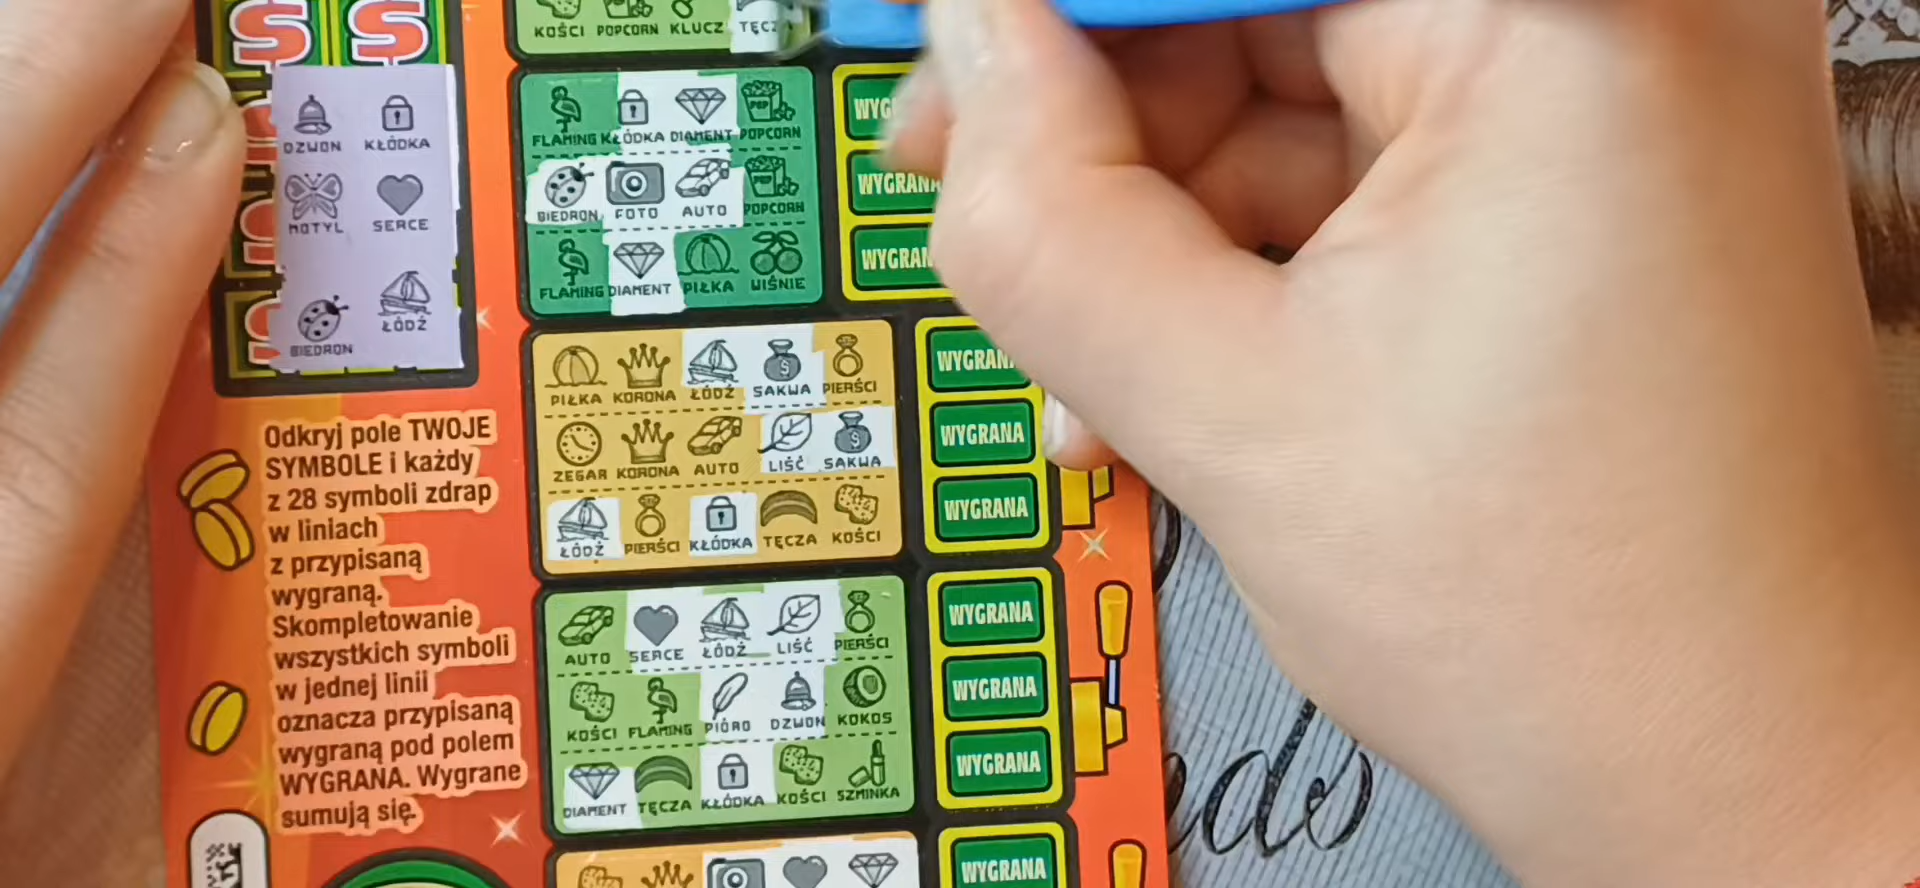 KOŚCI POPCORN KLUCZ
DZWON KŁÓDKA
MOTYL SERCE
BIEDRON ŁÓDŹ
FLAMING KŁÓDKA DIAMENT POPCORN
BIEDRON FOTO AUTO POPCORN
FLAMING DIAMENT PIŁKA WIŚNIE
WYGRANA
PIŁKA KORONA ŁÓDŹ SAKWA PIERŚCI
ZEGAR KORONA AUTO LIŚĆ SAKWA
WYGRANA
ŁÓDŹ PIERŚCI KŁÓDKA TĘCZA KOŚCI
WYGRANA
AUTO SERCE ŁÓDŹ LIŚĆ PIERŚCI
WYGRANA
KOŚCI FLAMING PIÓRO DZWON KOKOS
WYGRANA
DIAMENT TĘCZA KŁÓDKA KOŚCI SZMINKA
WYGRANA
WYGRANA
Odkryj pole TWOJE
SYMBOLE i każdy
z 28 symboli zdrap
w liniach
z przypisaną
wygraną.
Skompletowanie
wszystkich symboli
w jednej linii
oznacza przypisaną
wygraną pod polem
WYGRANA. Wygrane
sumują się.